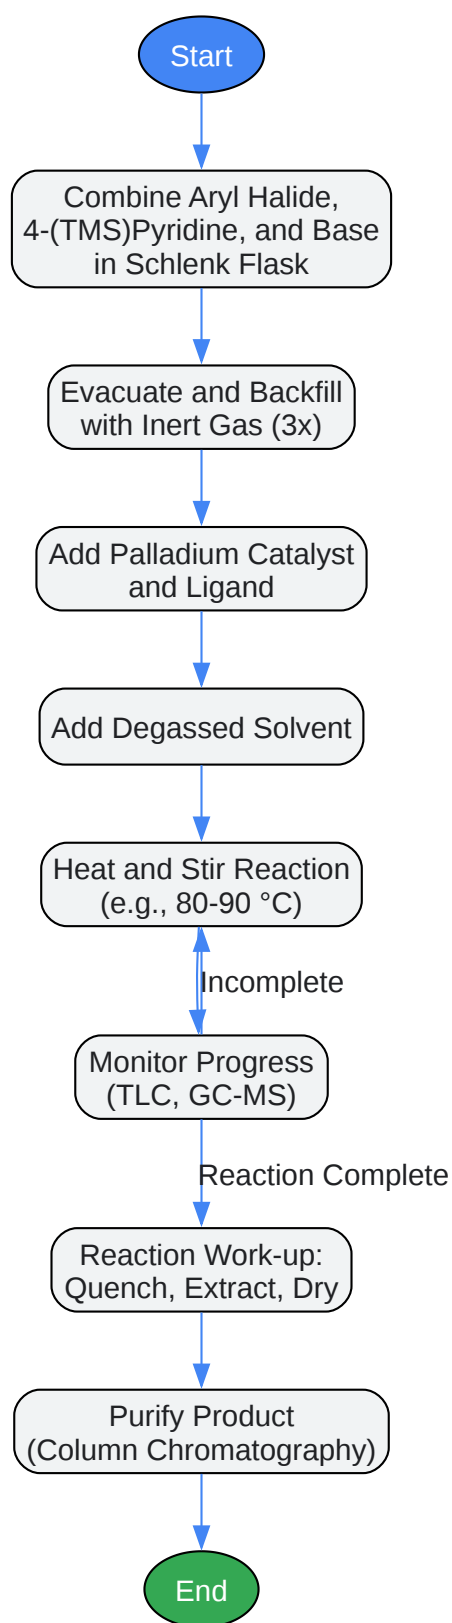 Start
Combine Aryl Halide,
4-(TMS)Pyridine, and Base
in Schlenk Flask
Evacuate and Backfill
with Inert Gas (3x)
Add Palladium Catalyst
and Ligand
Add Degassed Solvent
Heat and Stir Reaction
(e.g., 80-90 °C)
Incomplete
Monitor Progress
(TLC, GC-MS)
Reaction Complete
Reaction Work-up:
Quench, Extract, Dry
Purify Product
(Column Chromatography)
End